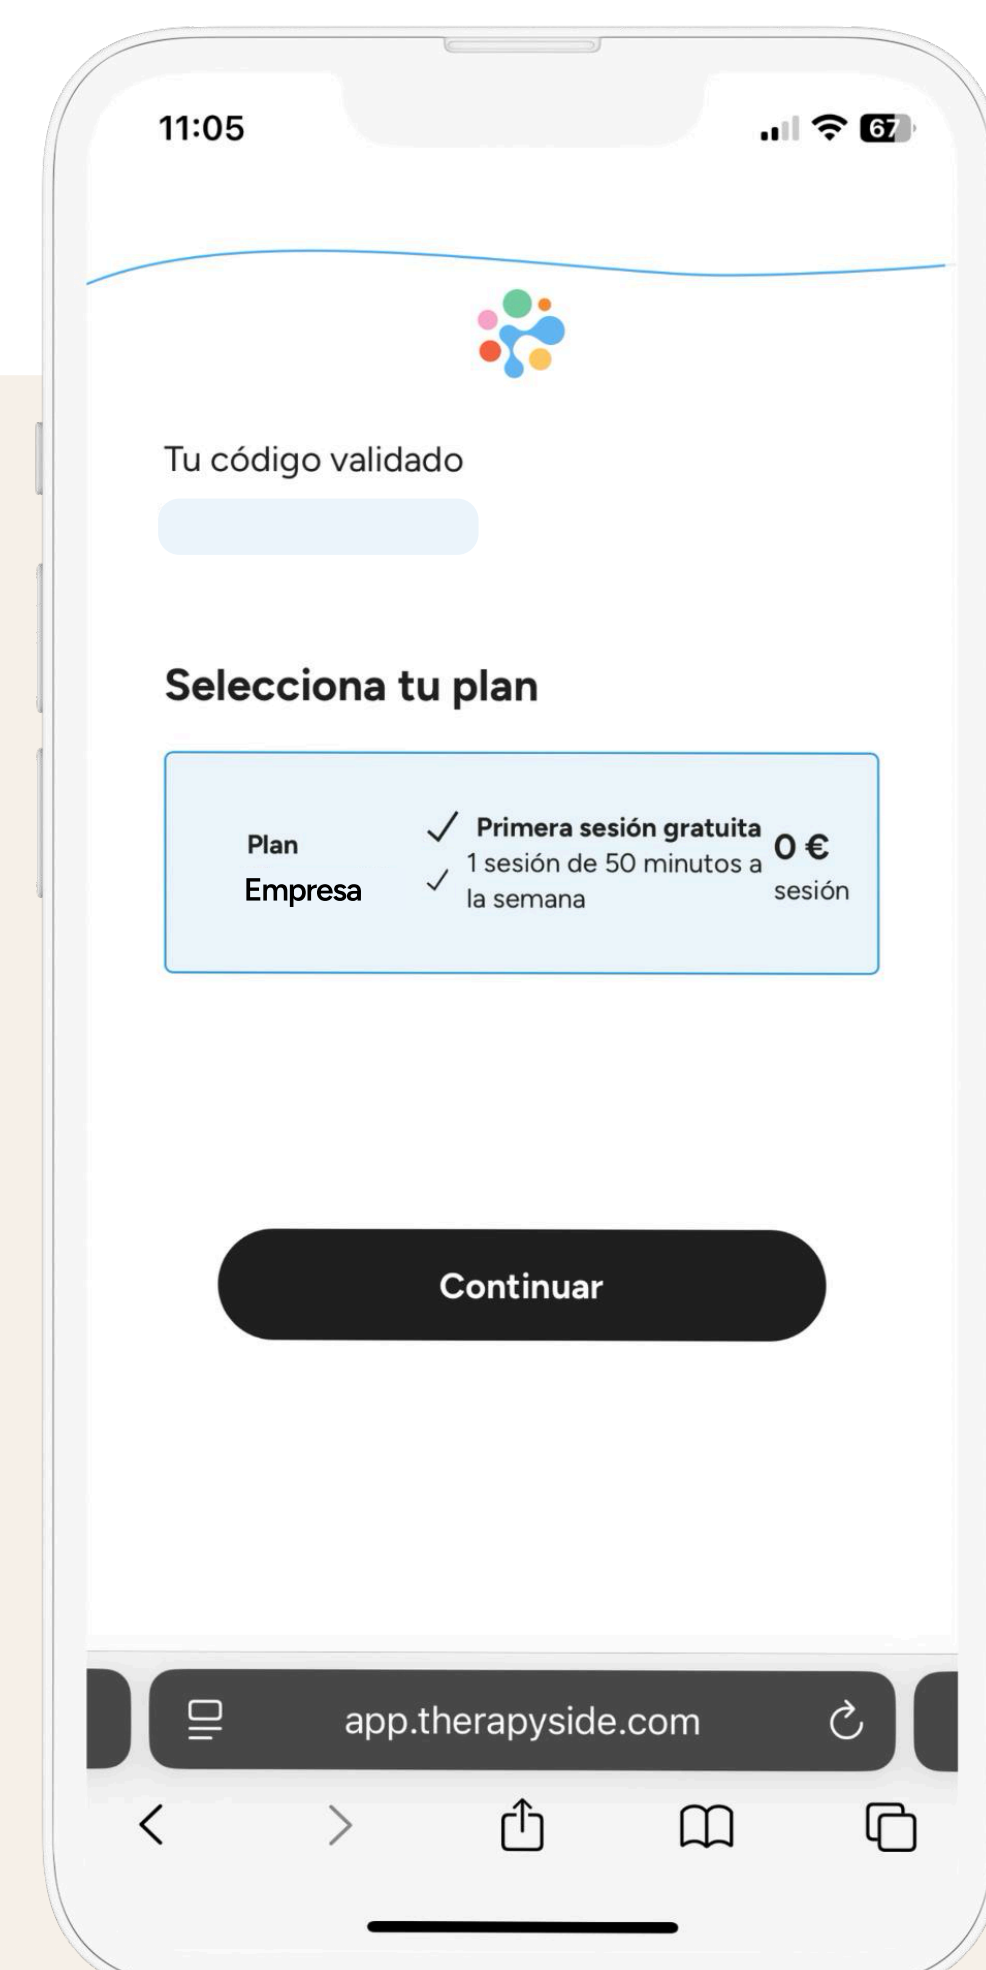 11:05
67
Tu código validado
Selecciona tu plan
Plan
Empresa
Primera sesión gratuita
1 sesión de 50 minutos a
la semana
0 €
sesión
Continuar
app.therapyside.com